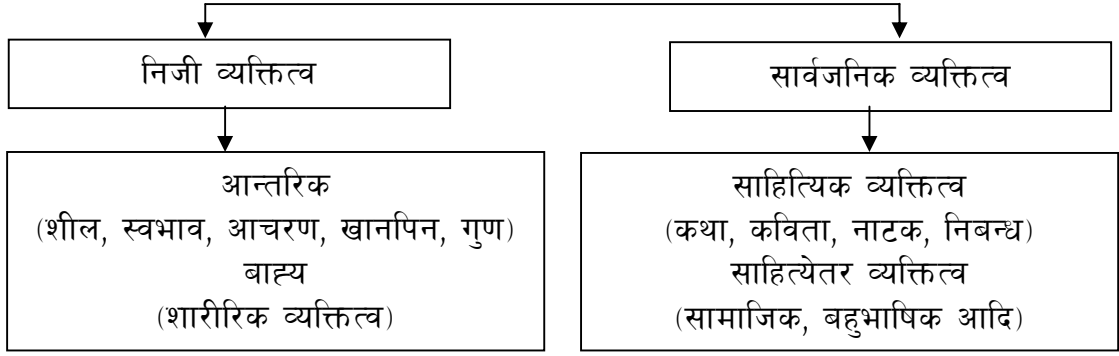 निजी व्यक्तित्व
सार्वजनिक व्यक्तित्व
आन्तरिक
(शील, स्वभाव, आचरण, खानपिन, गुण)
बाह्य
(शारीरिक व्यक्तित्व)
साहित्यिक व्यक्तित्व
(कथा, कविता, नाटक, निबन्ध)
साहित्येतर व्यक्तित्व
(सामाजिक, बहुभाषिक आदि)